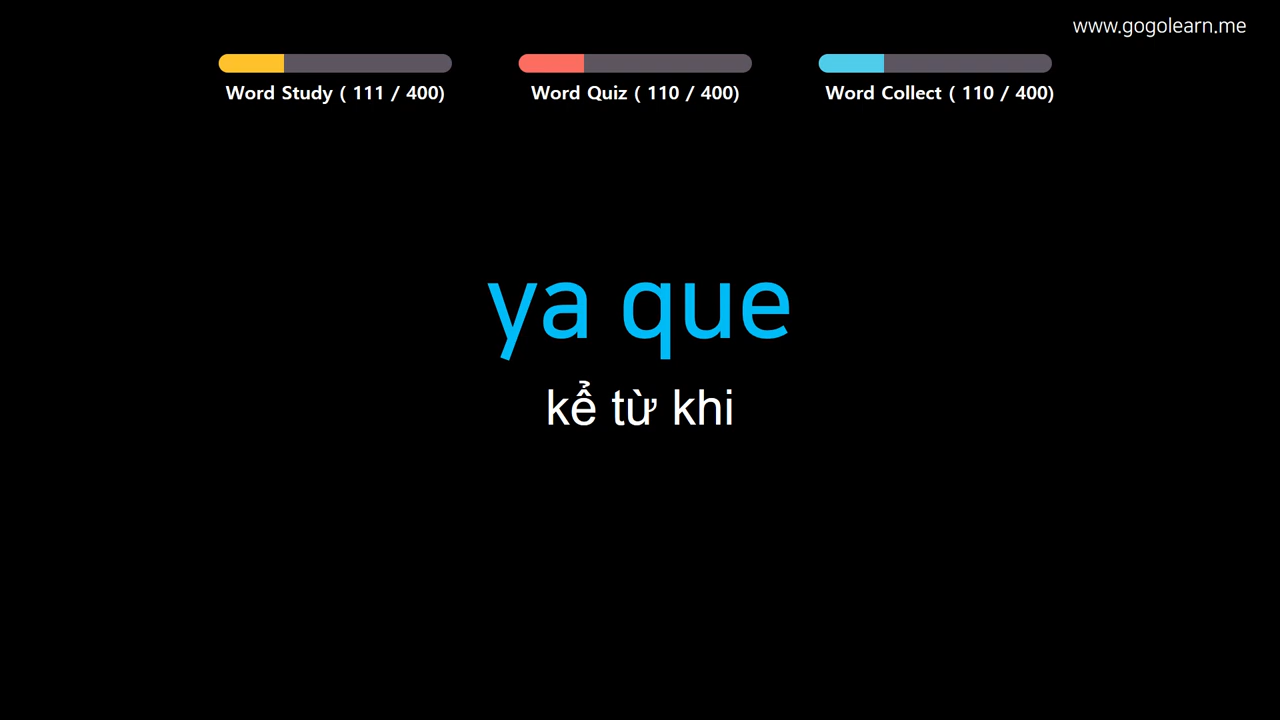 www.gogolearn.me
Word Study ( 111 / 400)
Word Quiz ( 110 / 400)
Word Collect ( 110 / 400)
ya que
kể từ khi